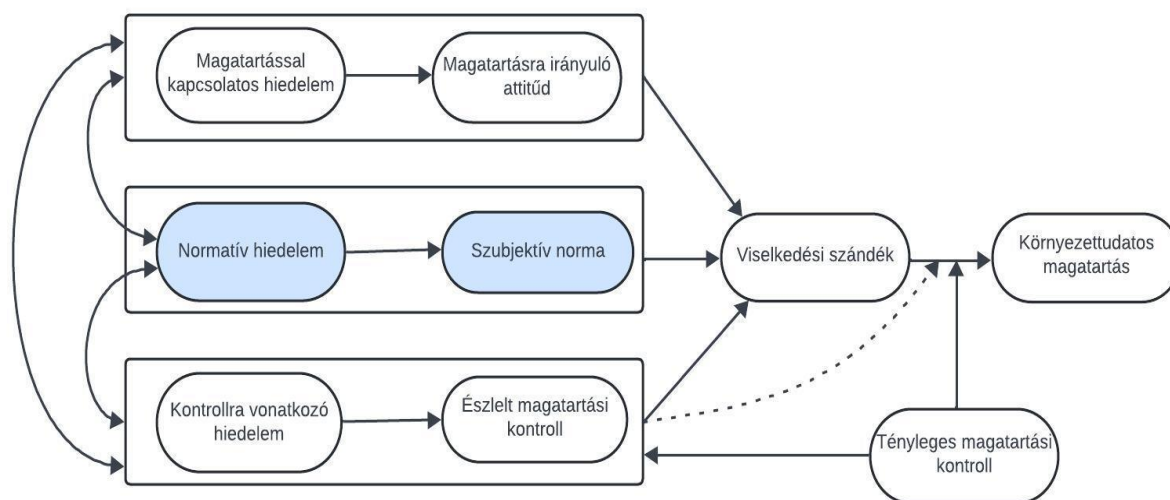 Magatartással
kapcsolatos hiedelem
Magatartásra irányuló
attitűd
Normatív hiedelem
Szubjektív norma
Viselkedési szándék
Környezettudatos
magatartás
Kontrollra vonatkozó
hiedelem
Észlelt magatartási
kontroll
Tényleges magatartási
kontroll